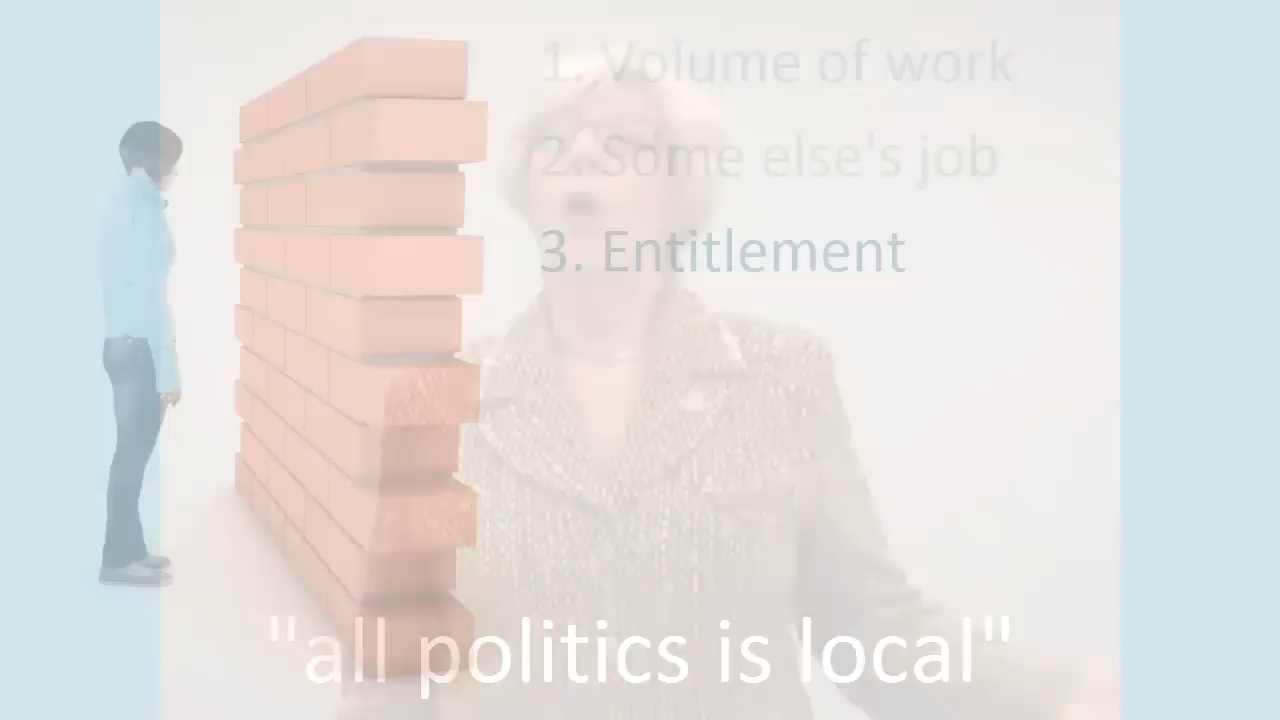 1. Volume of work
2. Some else's job
3. Entitlement
"all politics is local"